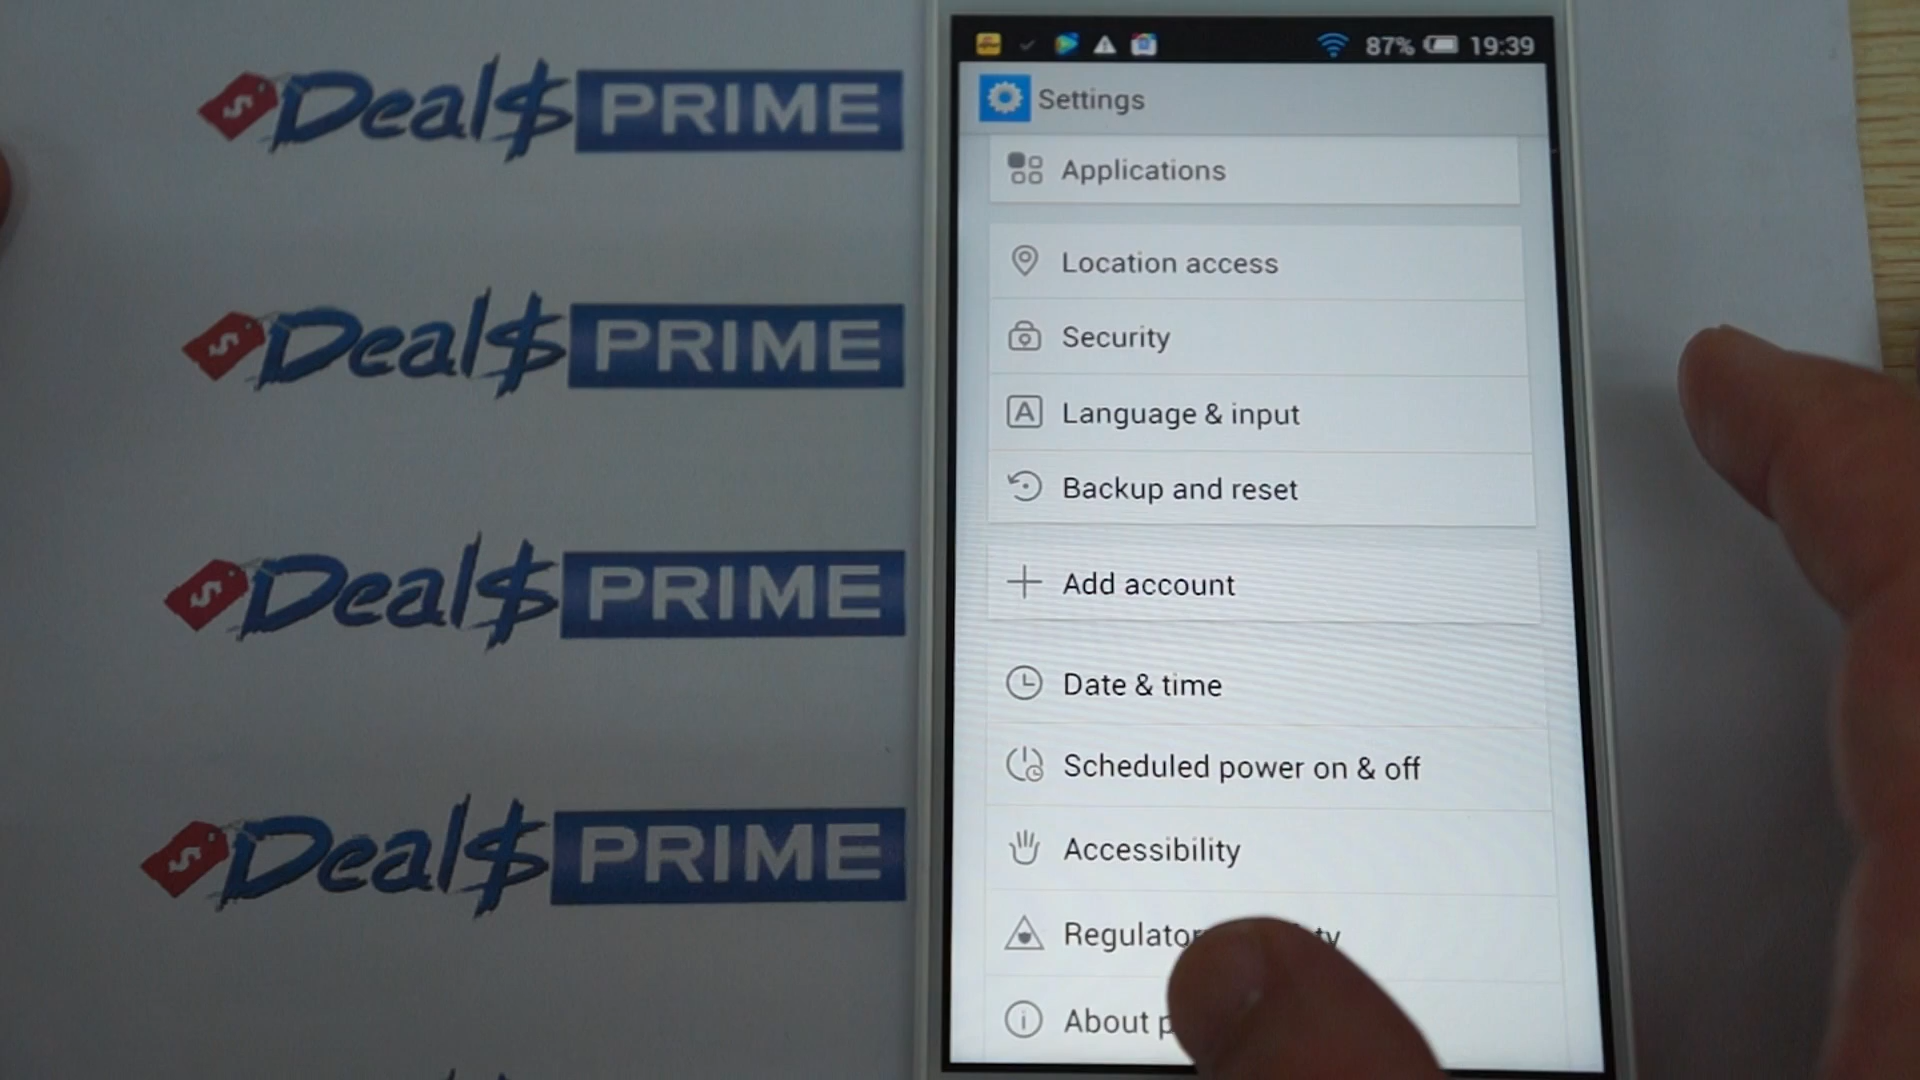 Deal$ PRIME
Deal$ PRIME
Deal$ PRIME
Deal$ PRIME
87% 19:39
Settings
Applications
Location access
Security
Language & input
Backup and reset
Add account
Date & time
Scheduled power on & off
Accessibility
About